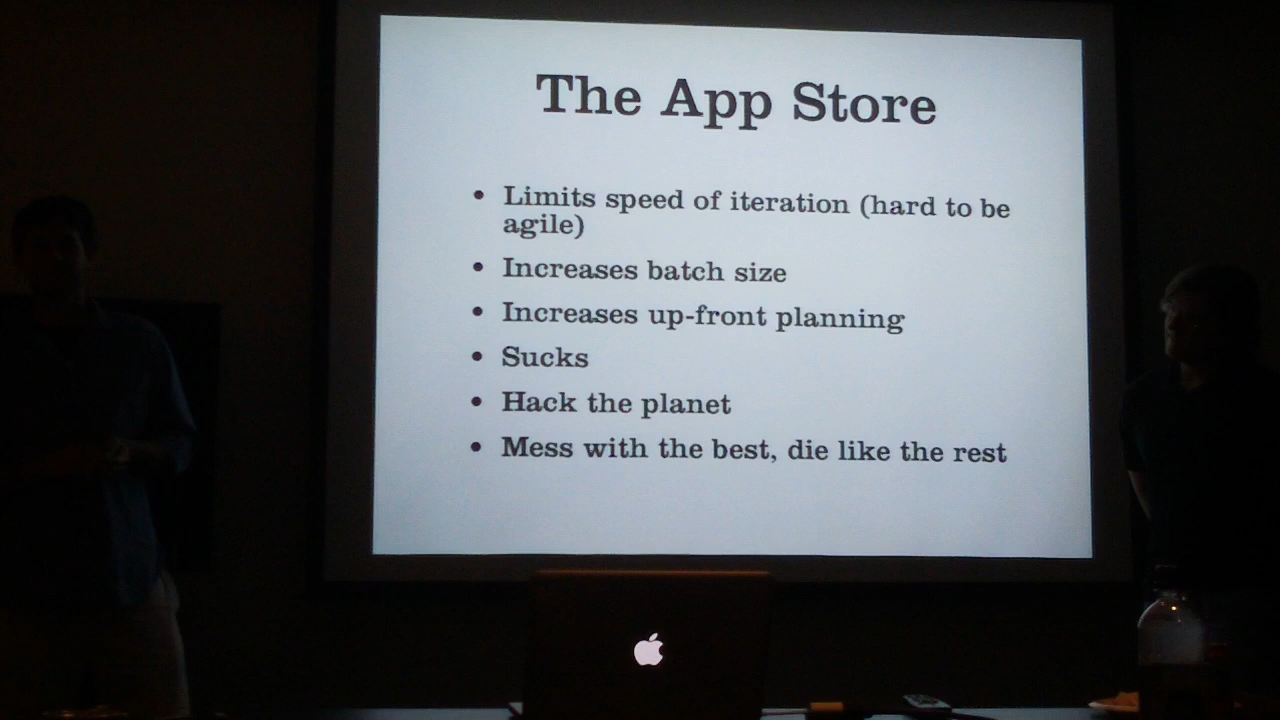 The App Store
• Limits speed of iteration (hard to be
agile)
• Increases batch size
• Increases up-front planning
• Sucks
• Hack the planet
• Mess with the best, die like the rest